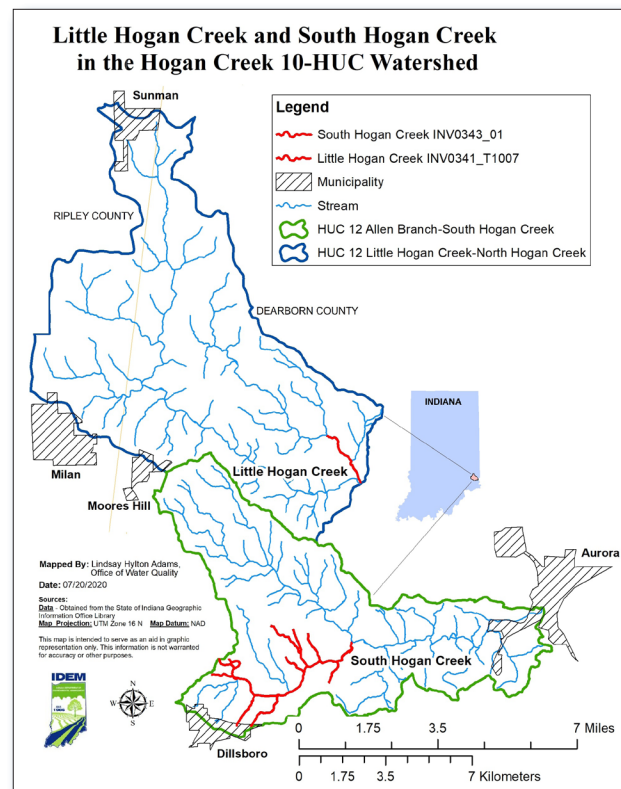 Little Hogan Creek and South Hogan Creek
in the Hogan Creek 10-HUC Watershed
Sunman
Legend
South Hogan Creek INV0343_01
Little Hogan Creek INV0341_T1007
Municipality
Stream
HUC 12 Allen Branch-South Hogan Creek
HUC 12 Little Hogan Creek-North Hogan Creek
RIPLEY COUNTY
DEARBORN COUNTY
INDIANA
Little Hogan Creek
Milan
Moores Hill
Aurora
Mapped By: Lindsay Hylton Adams,
Office of Water Quality
Date: 07/20/2020
Sources:
Data - Obtained from the State of Indiana Geographic
Information Office Library
Map Projection: UTM Zone 16 N Map Datum: NAD
This map is intended to serve as an aid in graphic
representation only. This information is not warranted
for accuracy or other purposes.
South Hogan Creek
IDEM
N
W E
S
Dillsboro
0 1.75 3.5 7 Miles
0 1.75 3.5 7 Kilometers